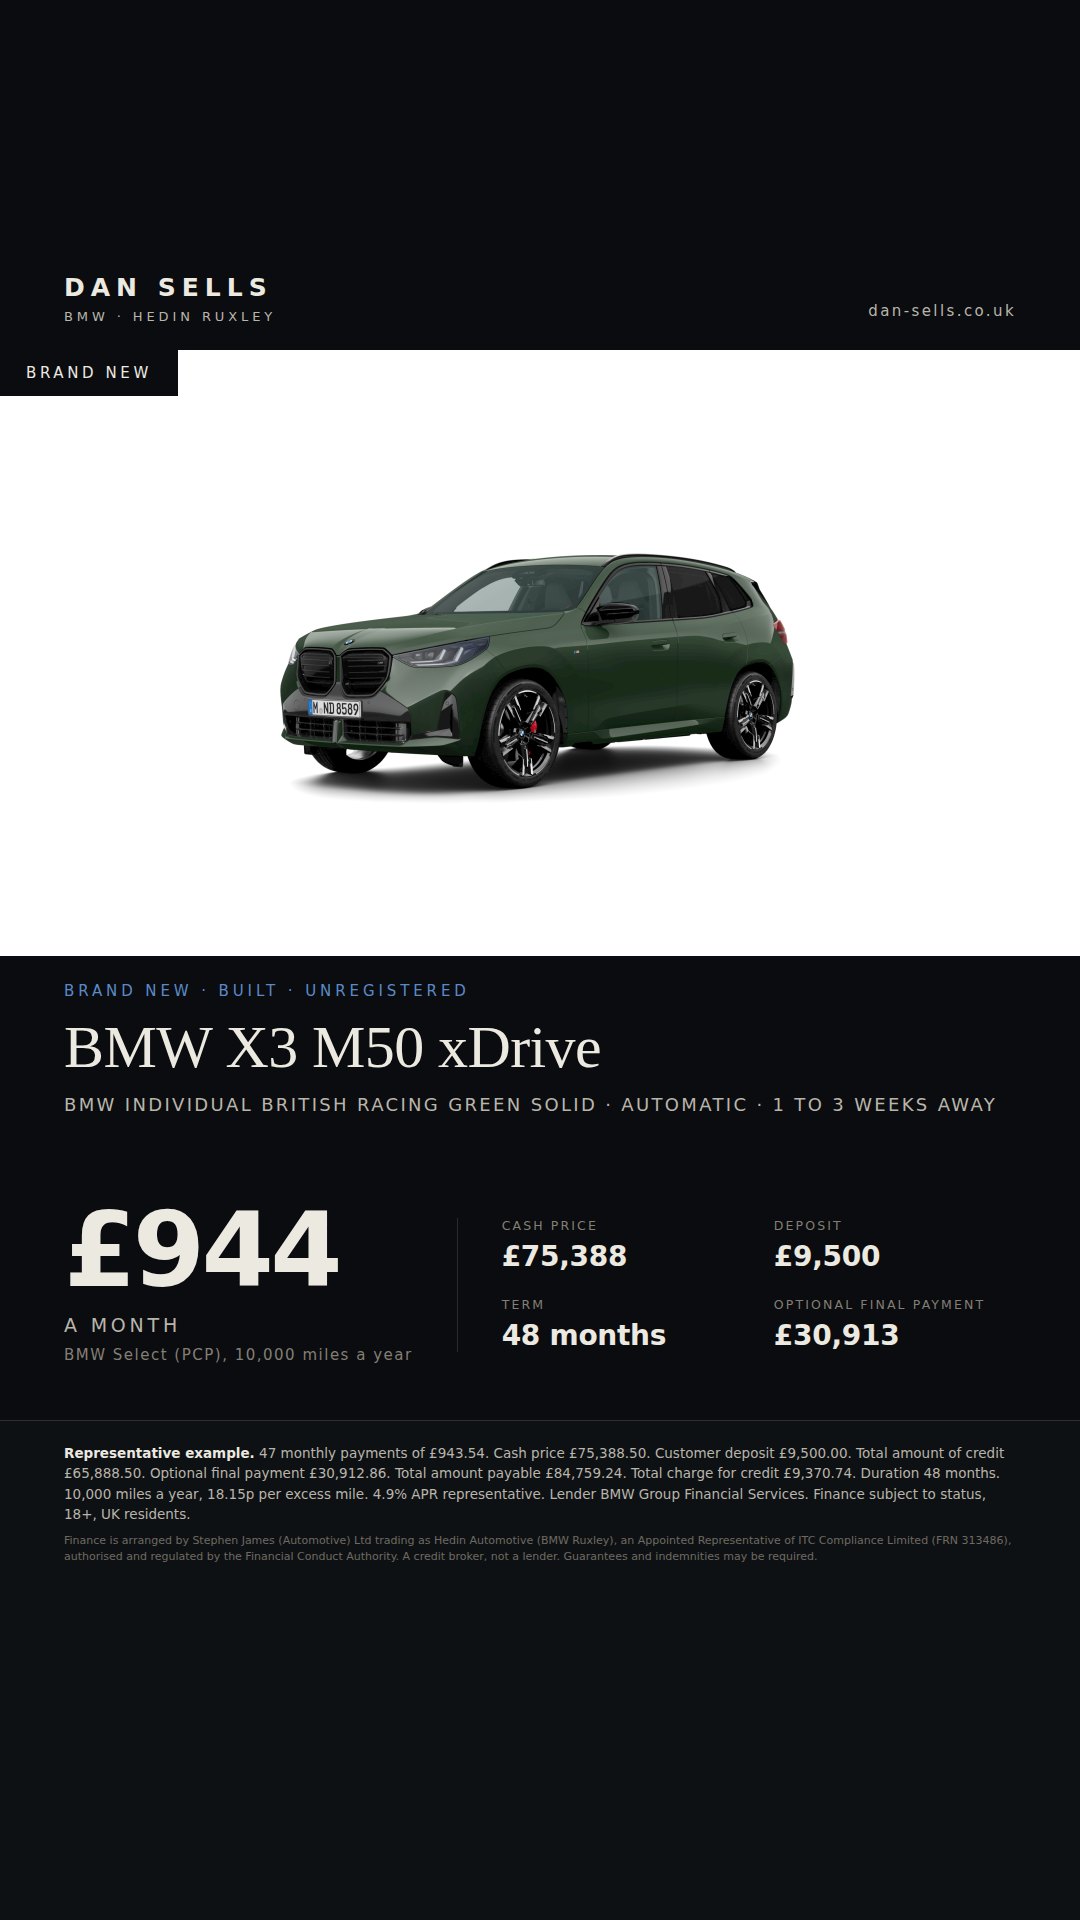 DAN SELLS
BMW · HEDIN RUXLEY
dan-sells.co.uk
BRAND NEW
M ND 8589
BRAND NEW · BUILT · UNREGISTERED
BMW X3 M50 xDrive
BMW INDIVIDUAL BRITISH RACING GREEN SOLID · AUTOMATIC · 1 TO 3 WEEKS AWAY
£944
A MONTH
BMW Select (PCP), 10,000 miles a year
CASH PRICE
£75,388
DEPOSIT
£9,500
TERM
48 months
OPTIONAL FINAL PAYMENT
£30,913
Representative example. 47 monthly payments of £943.54. Cash price £75,388.50. Customer deposit £9,500.00. Total amount of credit
£65,888.50. Optional final payment £30,912.86. Total amount payable £84,759.24. Total charge for credit £9,370.74. Duration 48 months.
10,000 miles a year, 18.15p per excess mile. 4.9% APR representative. Lender BMW Group Financial Services. Finance subject to status,
18+, UK residents.
Finance is arranged by Stephen James (Automotive) Ltd trading as Hedin Automotive (BMW Ruxley), an Appointed Representative of ITC Compliance Limited (FRN 313486),
authorised and regulated by the Financial Conduct Authority. A credit broker, not a lender. Guarantees and indemnities may be required.